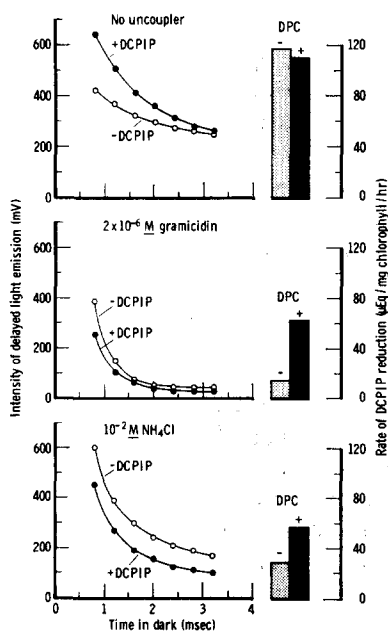 No uncoupler
DPC
600
+DCPIP
-
+
120
400
80
-DCPIP
200
40
0
0
2x10⁻⁶ M gramicidin
600
120
DPC
400
-DCPIP
+
80
+DCPIP
200
-
40
0
0
10⁻² M NH₄Cl
600
-DCPIP
120
DPC
400
+
80
200
-
40
+DCPIP
0
0
0 1 2 3 4
Time in dark (msec)
Intensity of delayed light emission (mV)
Rate of DCPIP reduction (μEq/mg chlorophyll/hr)